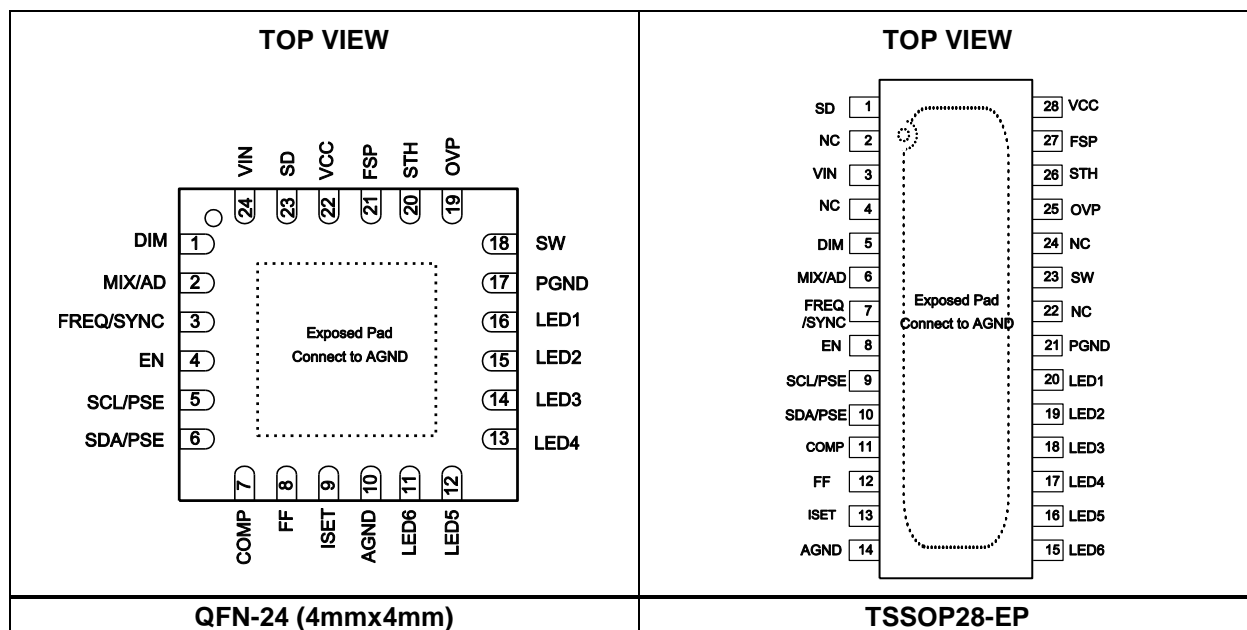 TOP VIEW
VIN SD VCC FSP STH OVP
24 23 22 21 20 19
DIM 1
MIX/AD 2
FREQ/SYNC 3
EN 4
SCL/PSE 5
SDA/PSE 6
18 SW
17 PGND
16 LED1
15 LED2
14 LED3
13 LED4
Exposed Pad
Connect to AGND
7 8 9 10 11 12
COMP FF ISET AGND LED6 LED5
QFN-24 (4mmx4mm)
TOP VIEW
SD 1
NC 2
VIN 3
NC 4
DIM 5
MIX/AD 6
FREQ
/SYNC 7
EN 8
SCL/PSE 9
SDA/PSE 10
COMP 11
FF 12
ISET 13
AGND 14
Exposed Pad
Connect to AGND
28 VCC
27 FSP
26 STH
25 OVP
24 NC
23 SW
22 NC
21 PGND
20 LED1
19 LED2
18 LED3
17 LED4
16 LED5
15 LED6
TSSOP28-EP